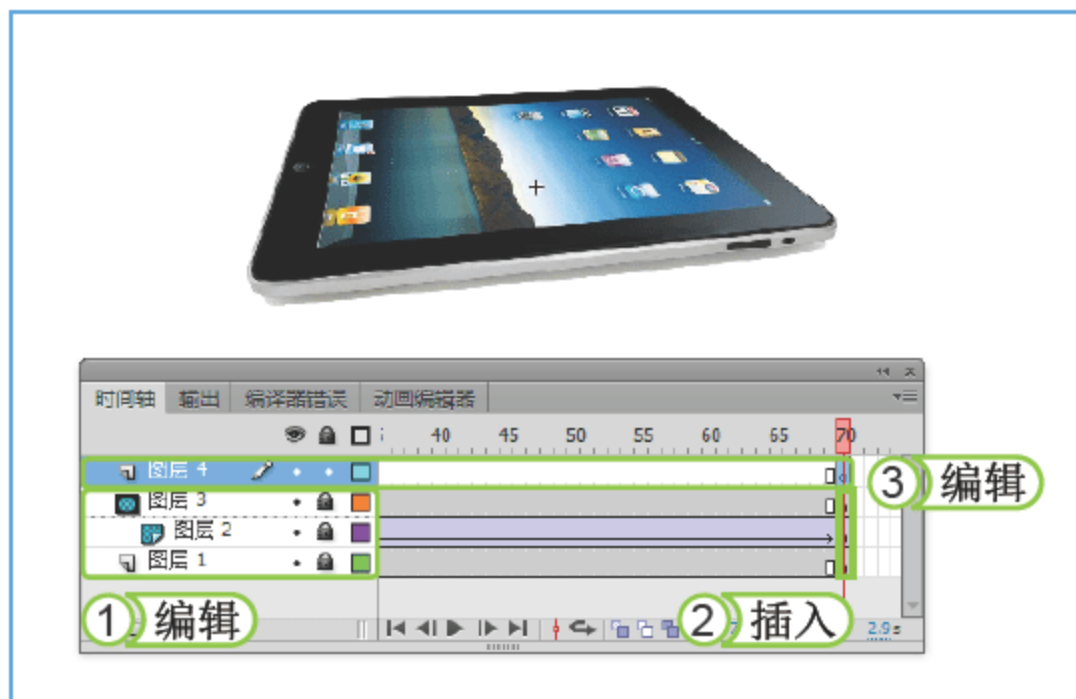 时间轴 输出 编译器错误 动画编辑器
40 45 50 55 60 65 70
图层 4
图层 3
图层 2
图层 1
③ 编辑
① 编辑
② 插入
2.9s